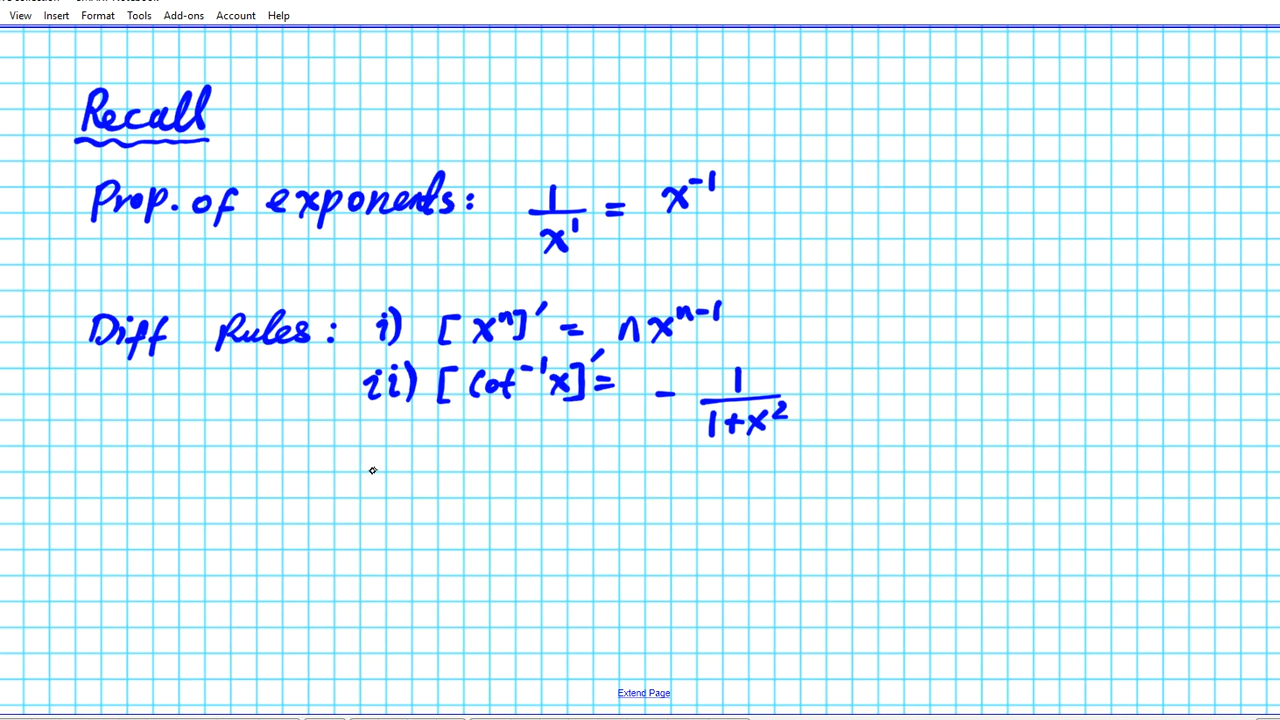 View Insert Format Tools Add-ons Account Help
Recall
Prop. of exponents: 1/x¹ = x⁻¹
Diff Rules: i) [xⁿ]′ = nxⁿ⁻¹
ii) [Cot⁻¹x]′ = - 1/1+x²
Extend Page